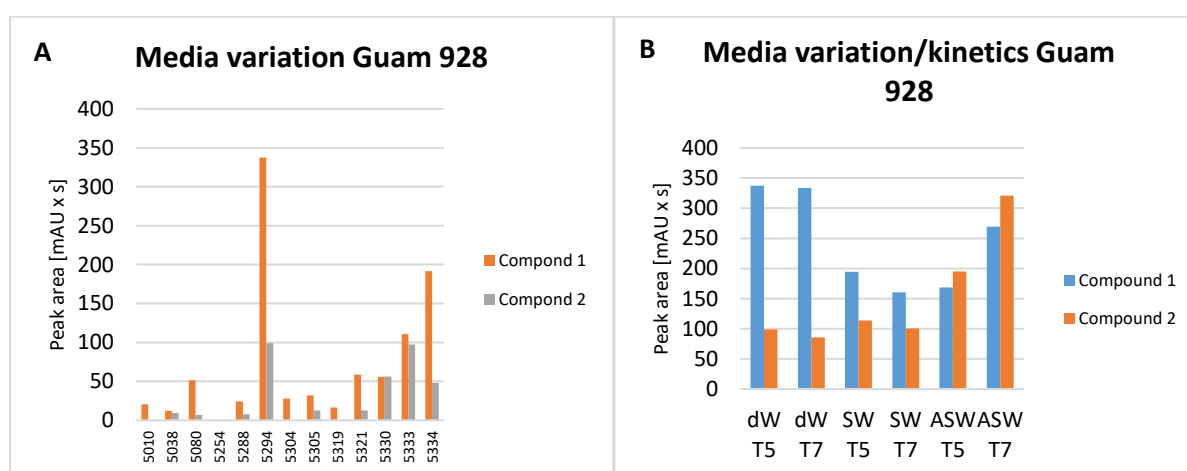 A
Media variation Guam 928
400
350
300
250
200
150
100
50
0
Peak area [mAU x s]
5010
5038
5080
5254
5288
5294
5304
5305
5319
5321
5330
5333
5334
Compond 1
Compond 2
B
Media variation/kinetics Guam
928
400
350
300
250
200
150
100
50
0
Peak area [mAU x s]
dW dW SW SW ASW ASW
T5 T7 T5 T7 T5 T7
Compound 1
Compound 2